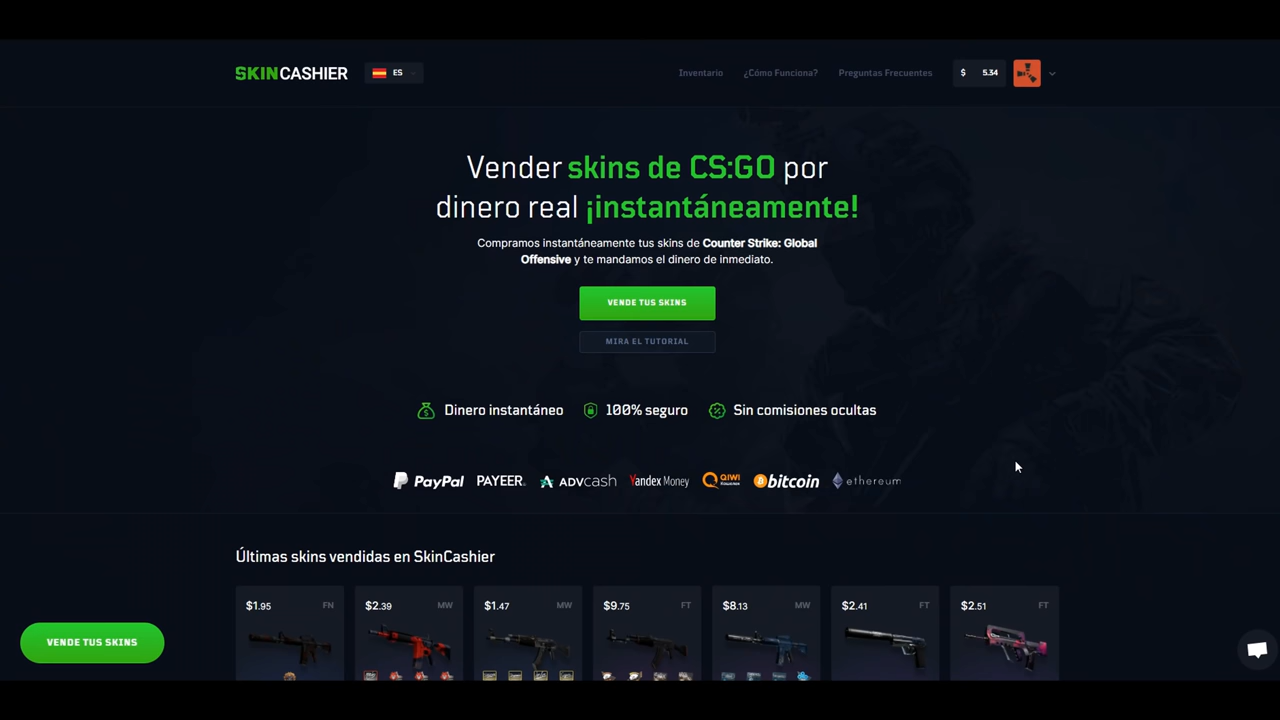 SKINCASHIER
ES
Inventario
¿Cómo Funciona?
Preguntas Frecuentes
$ 5.34
Vender skins de CS:GO por
dinero real ¡instantáneamente!
Compramos instantáneamente tus skins de Counter Strike: Global
Offensive y te mandamos el dinero de inmediato.
VENDE TUS SKINS
MIRA EL TUTORIAL
Dinero instantáneo
100% seguro
Sin comisiones ocultas
PayPal
PAYEER
ADVcash
Yandex Money
QIWI
bitcoin
ethereum
Últimas skins vendidas en SkinCashier
$1.95 FN
$2.39 MW
$1.47 MW
$9.75 FT
$8.13 MW
$2.41 FT
$2.51 FT
VENDE TUS SKINS